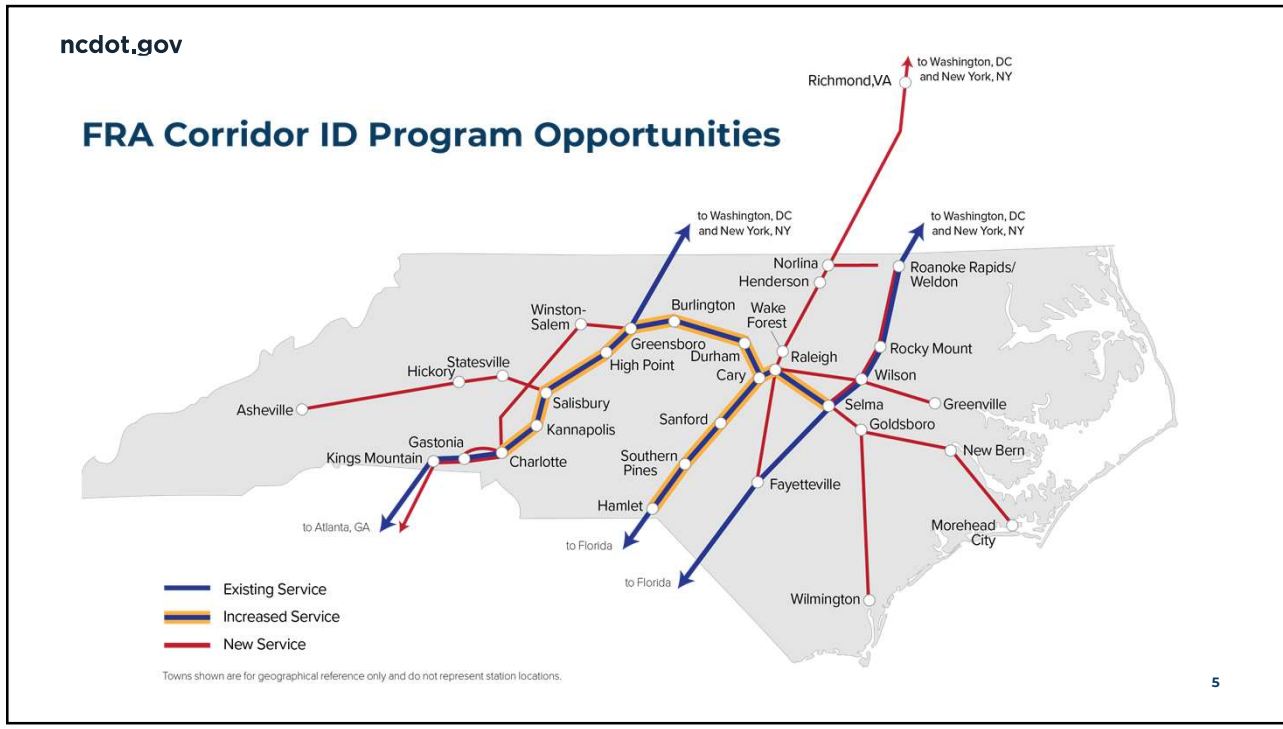 ncdot.gov
FRA Corridor ID Program Opportunities
to Washington, DC
and New York, NY
Richmond,VA
to Washington, DC
and New York, NY
to Washington, DC
and New York, NY
Norlina
Henderson
Roanoke Rapids/
Weldon
Winston-
Salem
Burlington
Wake
Forest
Greensboro
Durham
Raleigh
Rocky Mount
High Point
Statesville
Hickory
Cary
Wilson
Asheville
Salisbury
Selma
Greenville
Sanford
Goldsboro
Kannapolis
Gastonia
Kings Mountain
Charlotte
New Bern
Southern
Pines
Fayetteville
Hamlet
to Atlanta, GA
Morehead
City
to Florida
to Florida
Wilmington
Existing Service
Increased Service
New Service
Towns shown are for geographical reference only and do not represent station locations.
5